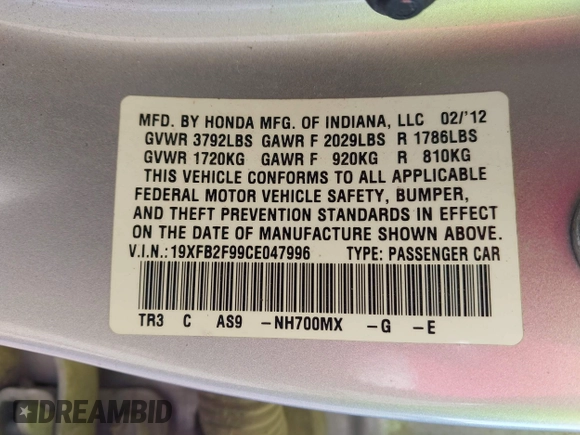 MFD. BY HONDA MFG. OF INDIANA, LLC 02/'12
GVWR 3792LBS GAWR F 2029LBS R 1786LBS
GVWR 1720KG GAWR F 920KG R 810KG
THIS VEHICLE CONFORMS TO ALL APPLICABLE
FEDERAL MOTOR VEHICLE SAFETY, BUMPER,
AND THEFT PREVENTION STANDARDS IN EFFECT
ON THE DATE OF MANUFACTURE SHOWN ABOVE.
V.I.N.:19XFB2F99CE047996 TYPE: PASSENGER CAR
TR3 C AS9 -NH700MX -G -E
DREAMBID